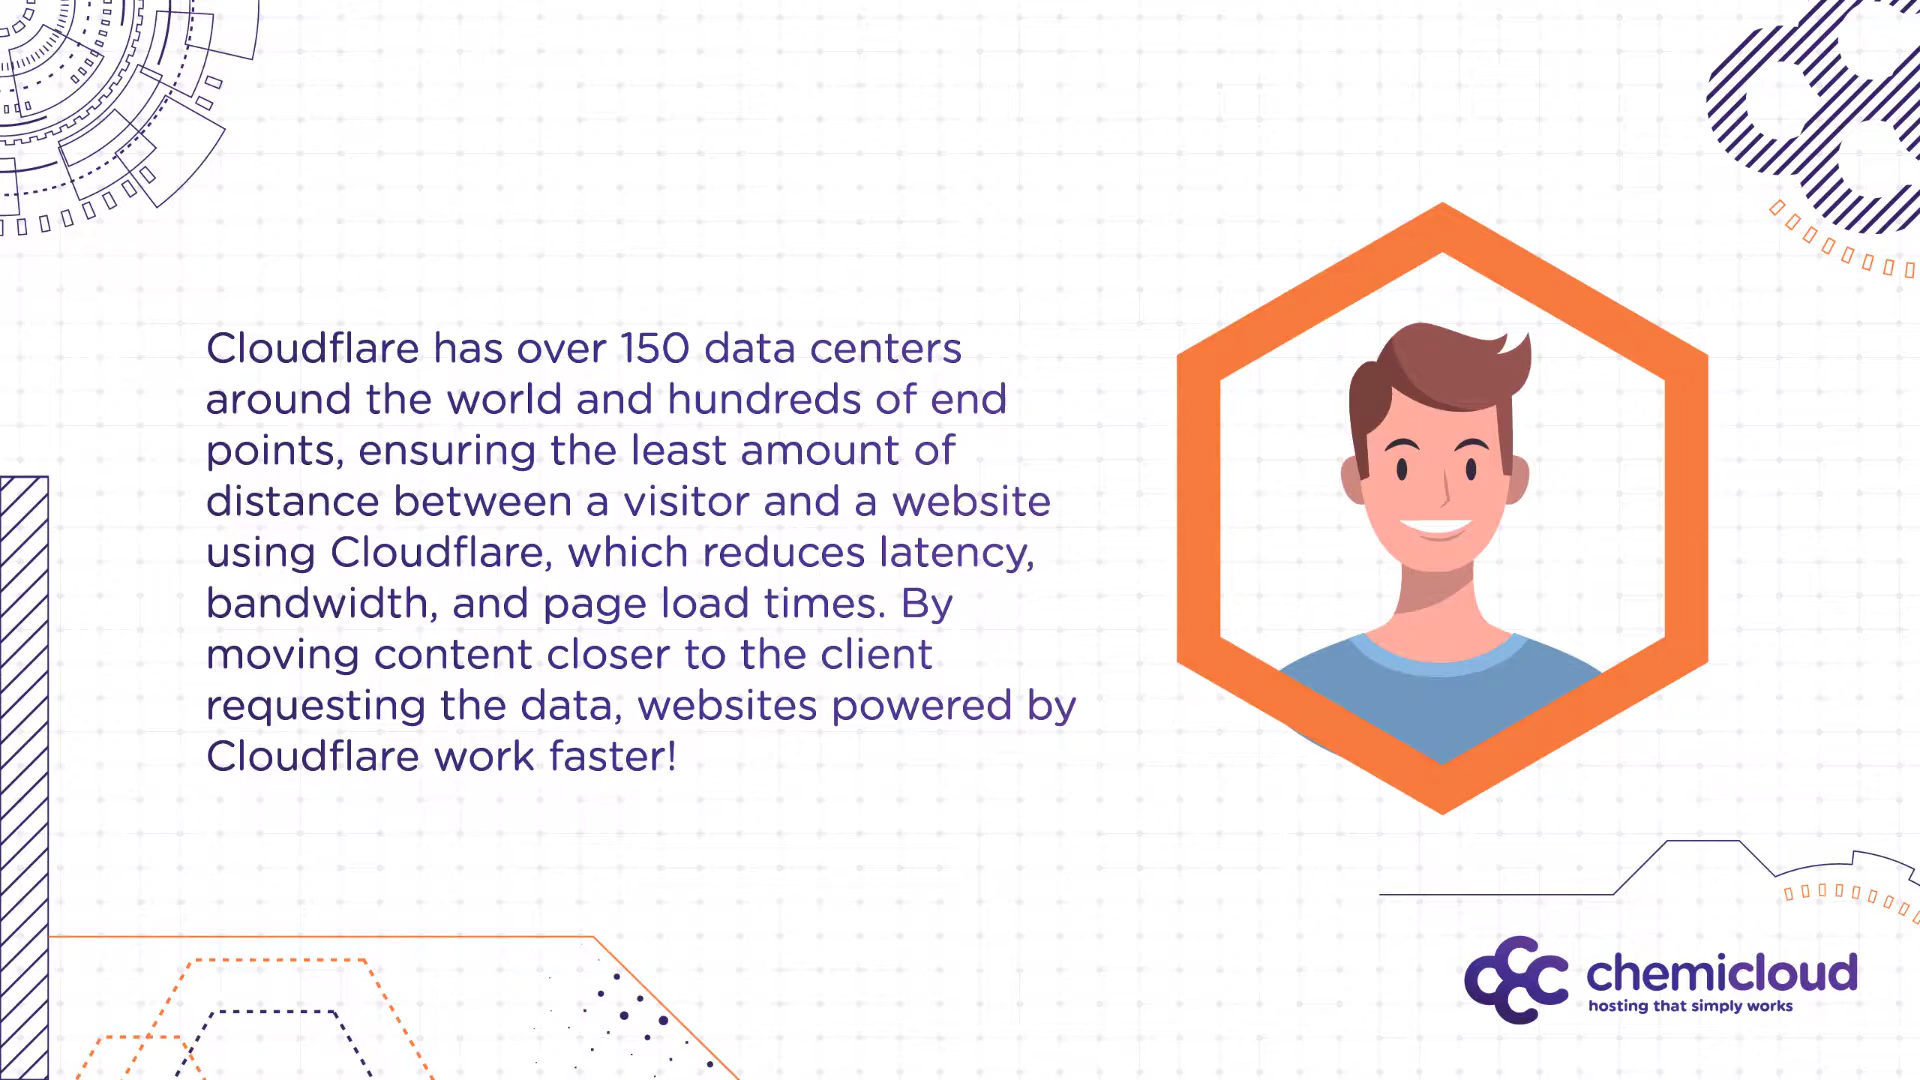 Cloudflare has over 150 data centers
around the world and hundreds of end
points, ensuring the least amount of
distance between a visitor and a website
using Cloudflare, which reduces latency,
bandwidth, and page load times. By
moving content closer to the client
requesting the data, websites powered by
Cloudflare work faster!
chemicloud
hosting that simply works